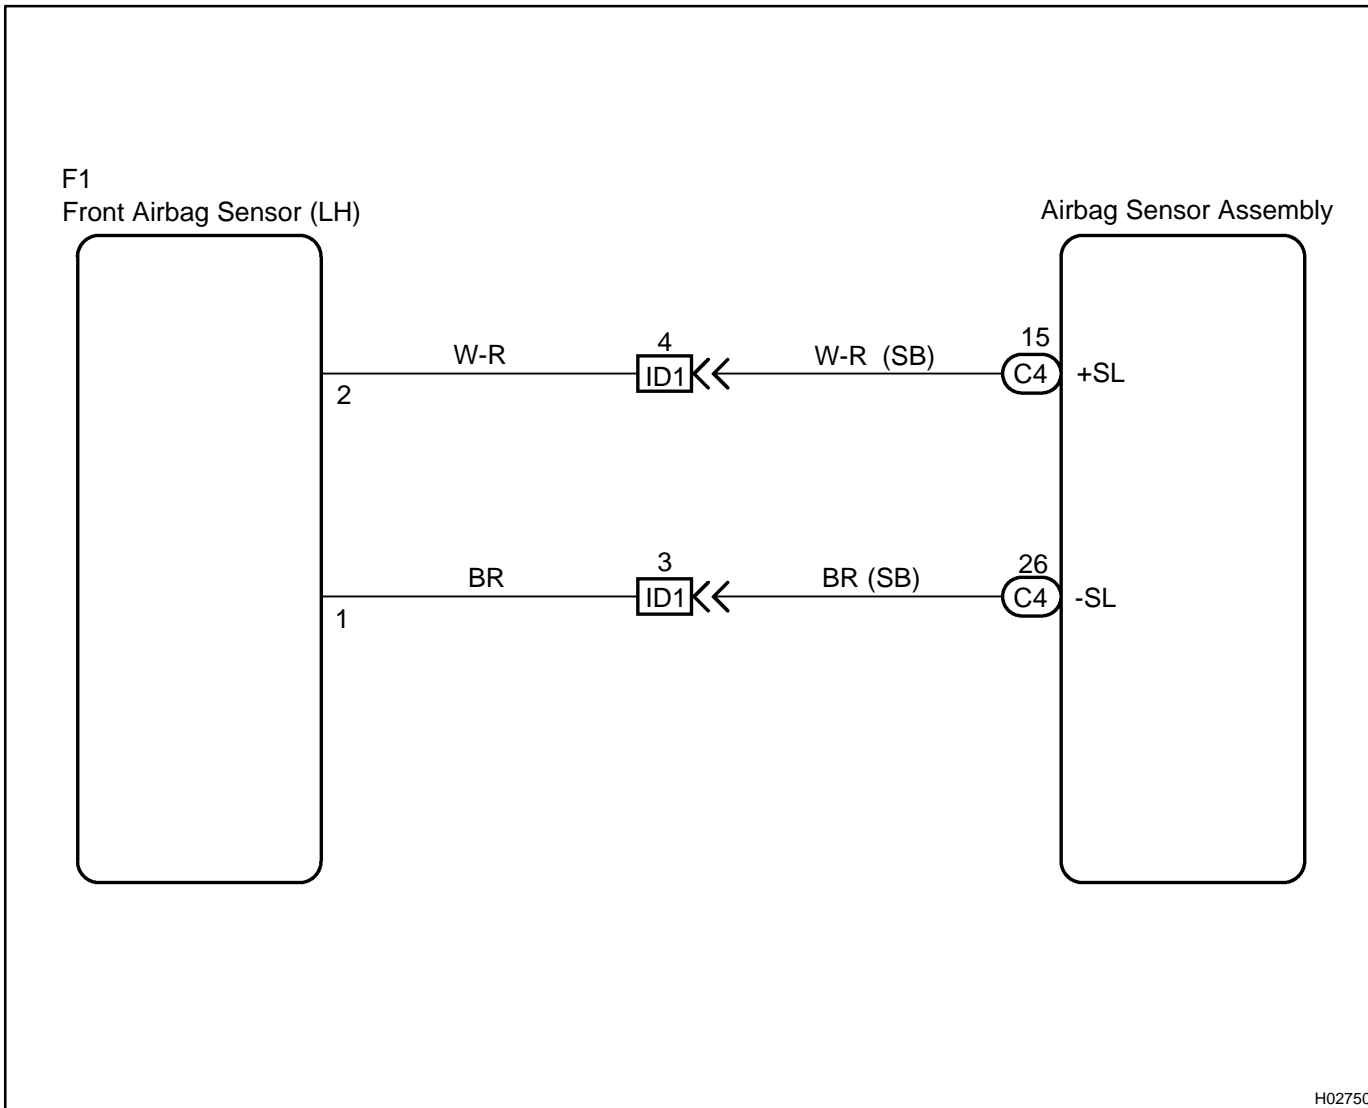 F1
Front Airbag Sensor (LH)
Airbag Sensor Assembly
W-R
4
W-R (SB)
15
2
ID1
C4
+SL
BR
3
BR (SB)
26
1
ID1
C4
-SL
H02750